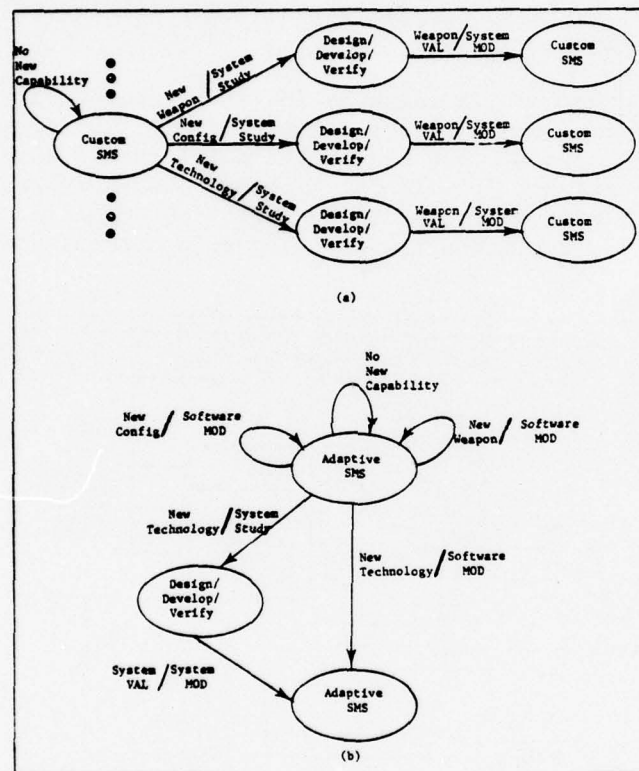 No
New
Capability
Custom
SMS
New
Weapon / System
Study
New
Config / System
Study
New
Technology / System
Study
Design/
Develop/
Verify
Weapon / System
VAL MOD
Custom
SMS
Design/
Develop/
Verify
Weapon / System
VAL MOD
Custom
SMS
Design/
Develop/
Verify
Weapon / System
VAL MOD
Custom
SMS
(a)
No
New
Capability
New
Config / Software
MOD
New
Weapon / Software
MOD
Adaptive
SMS
New
Technology / System
Study
New
Technology / Software
MOD
Design/
Develop/
Verify
System / System
VAL MOD
Adaptive
SMS
(b)